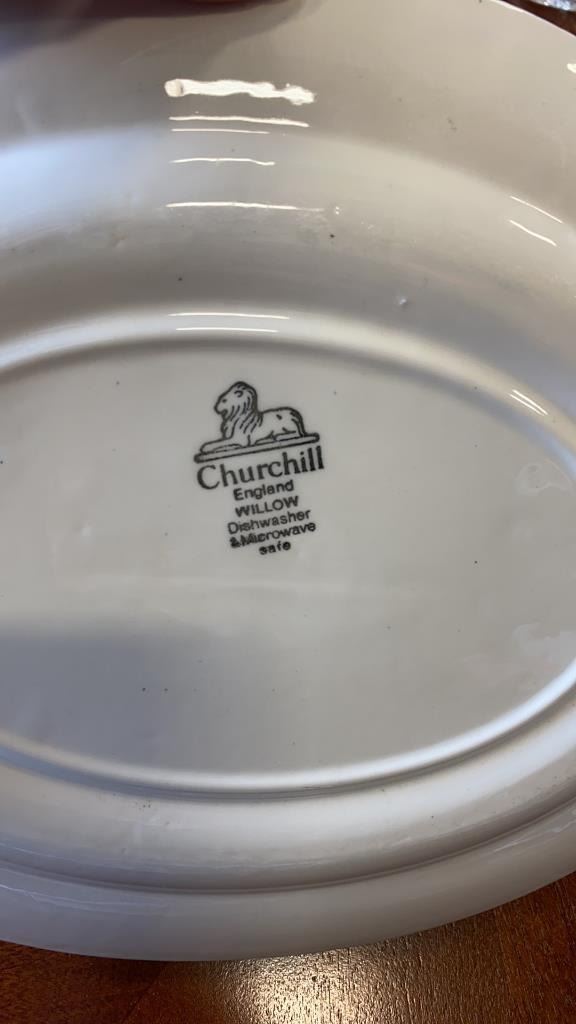 Churchill
England
WILLOW
Dishwasher
&Microwave
safe